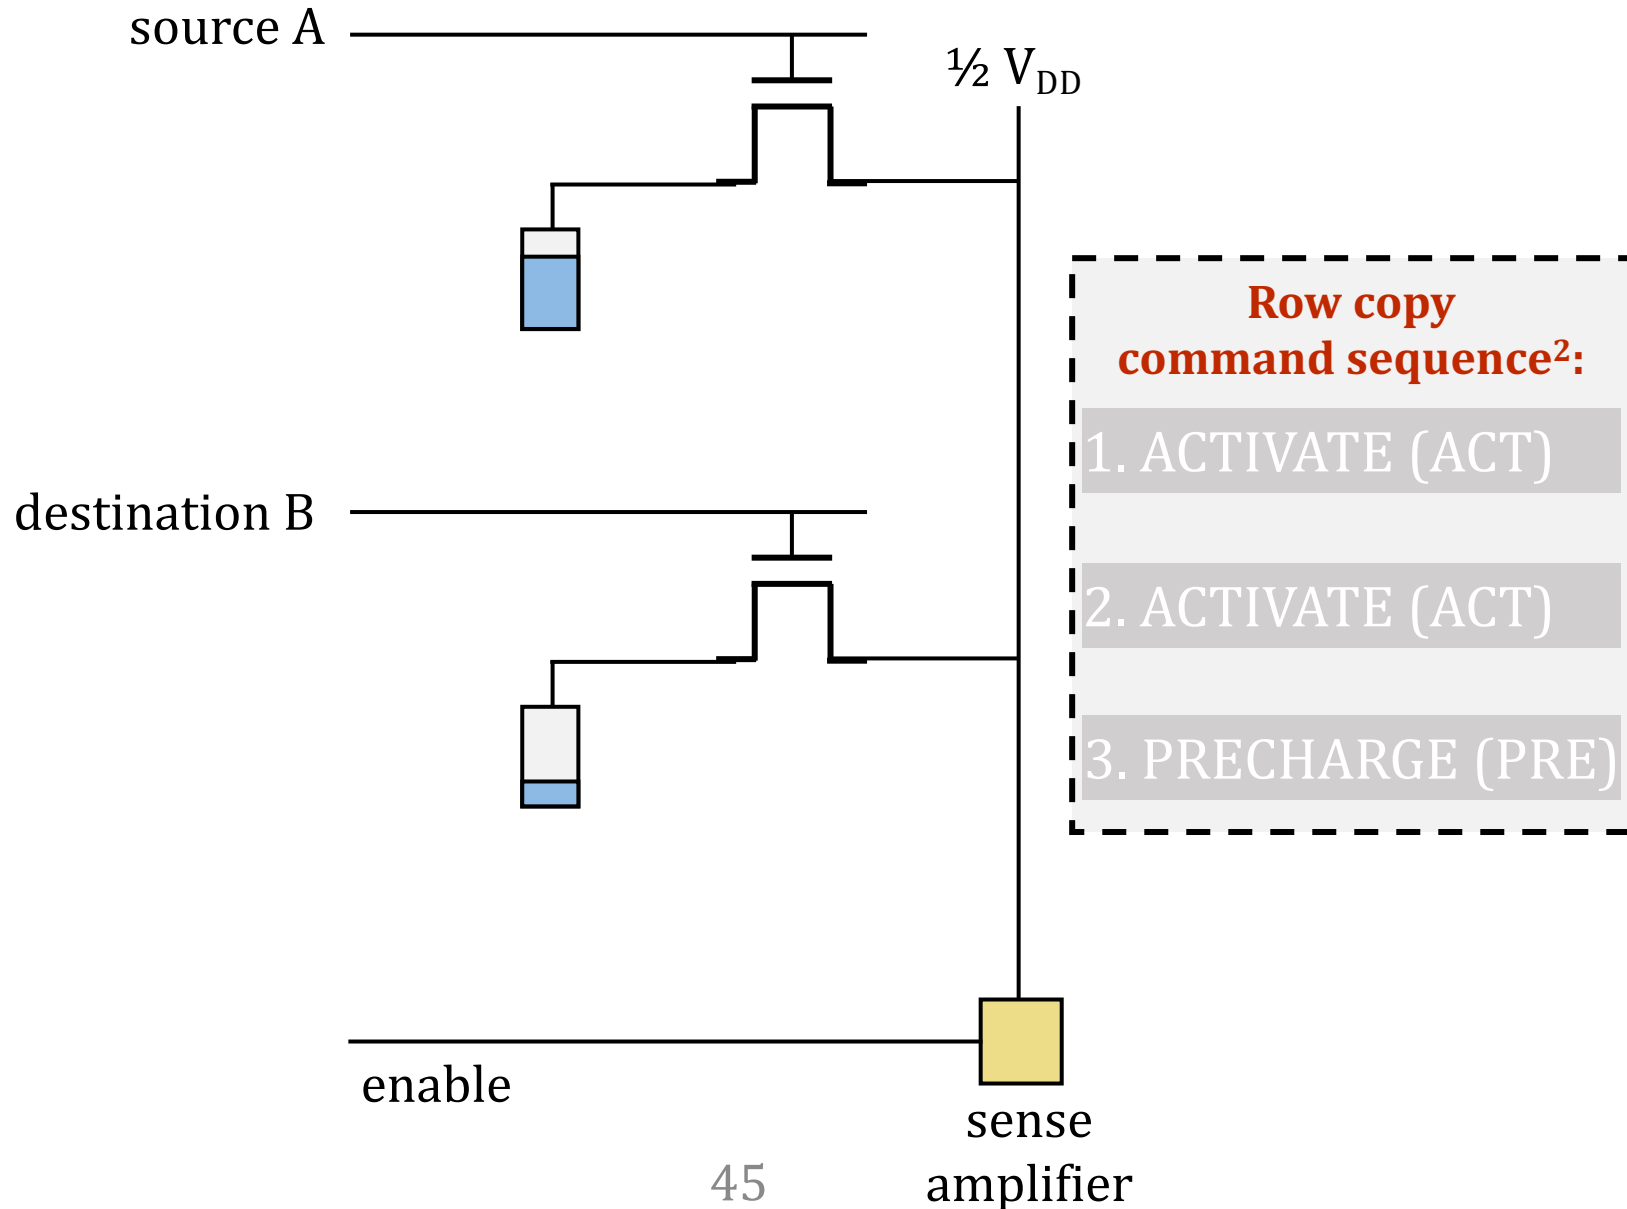 source A
½ V_DD
Row copy
command sequence²:
1. ACTIVATE (ACT)
destination B
2. ACTIVATE (ACT)
3. PRECHARGE (PRE)
enable
sense
amplifier
45